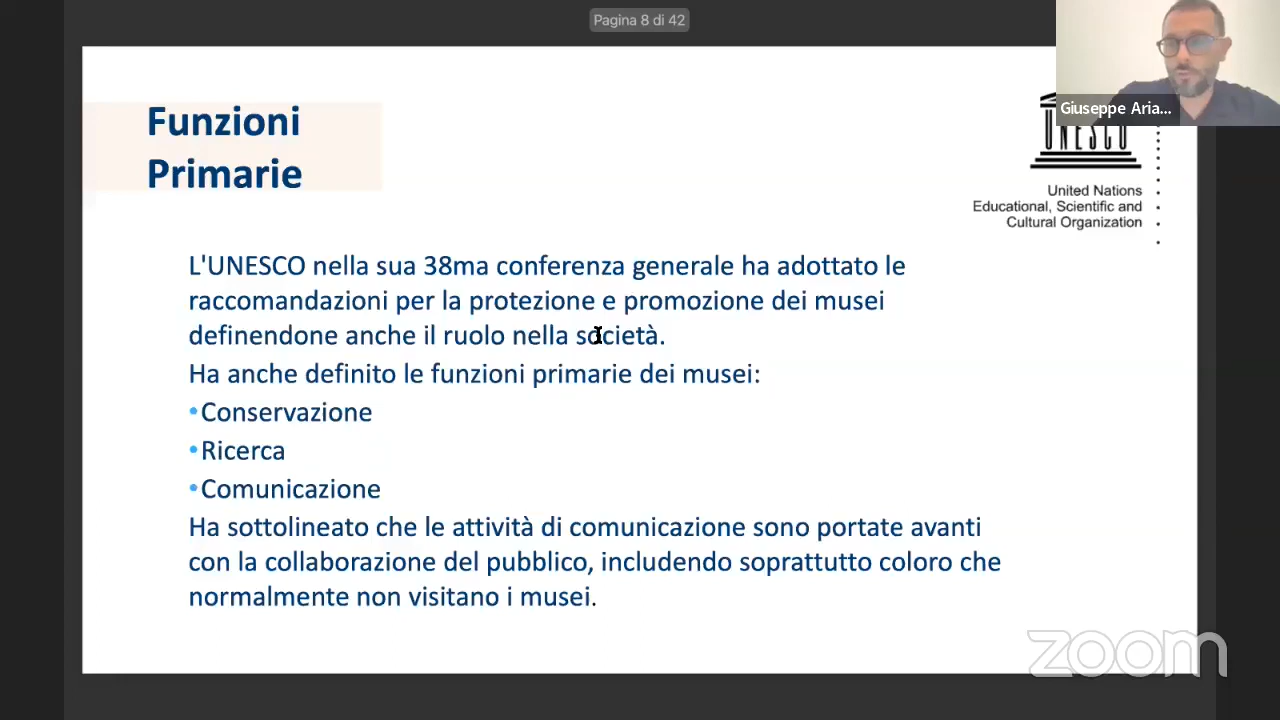 Pagina 8 di 42
Giuseppe Aria...
Funzioni
Primarie
UNESCO
United Nations
Educational, Scientific and
Cultural Organization
L'UNESCO nella sua 38ma conferenza generale ha adottato le
raccomandazioni per la protezione e promozione dei musei
definendone anche il ruolo nella società.
Ha anche definito le funzioni primarie dei musei:
•Conservazione
•Ricerca
•Comunicazione
Ha sottolineato che le attività di comunicazione sono portate avanti
con la collaborazione del pubblico, includendo soprattutto coloro che
normalmente non visitano i musei.
zoom